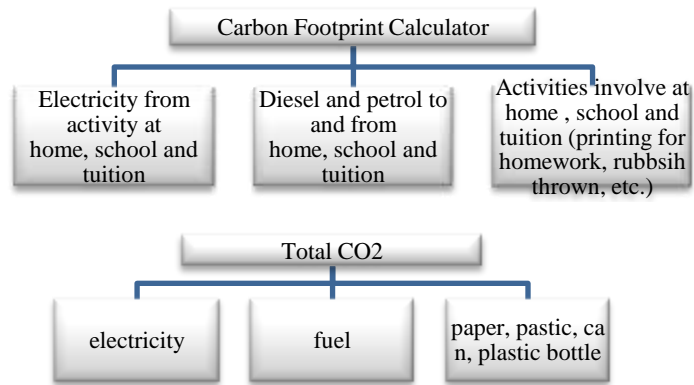 Carbon Footprint Calculator
Electricity from
activity at
home, school and
tuition
Diesel and petrol to
and from
home, school and
tuition
Activities involve at
home , school and
tuition (printing for
homework, rubbsih
thrown, etc.)
Total CO2
electricity
fuel
paper, pastic, ca
n, plastic bottle